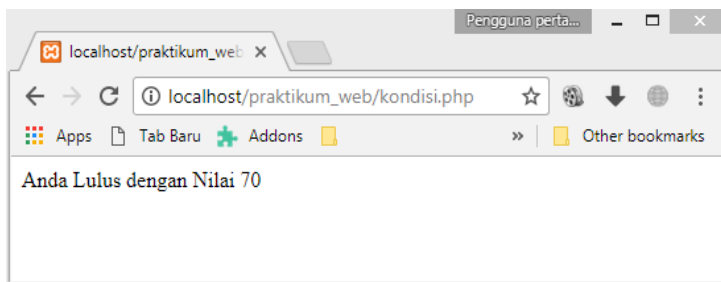 Pengguna perta...
localhost/praktikum_web
localhost/praktikum_web/kondisi.php
Apps Tab Baru Addons » Other bookmarks
Anda Lulus dengan Nilai 70